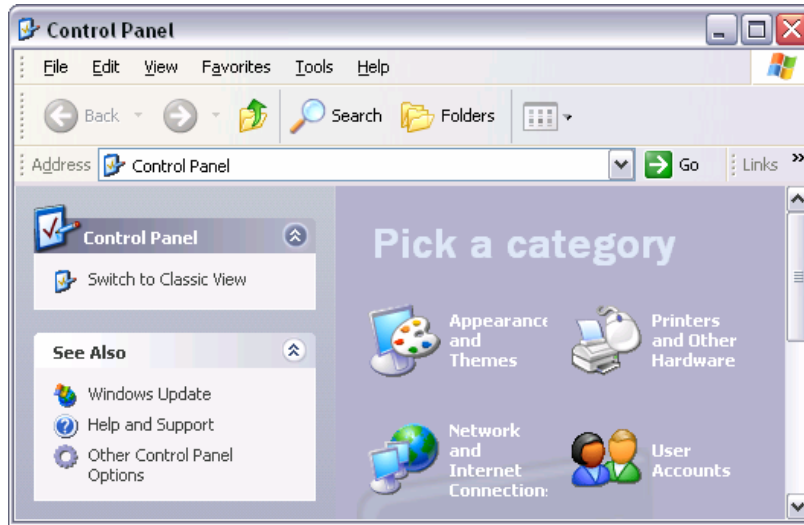 Control Panel
File Edit View Favorites Tools Help
Back Search Folders
Address Control Panel Go Links »
Control Panel
Switch to Classic View
See Also
Windows Update
Help and Support
Other Control Panel
Options
Pick a category
Appearance
and
Themes
Printers
and Other
Hardware
Network
and
Internet
Connection:
User
Accounts